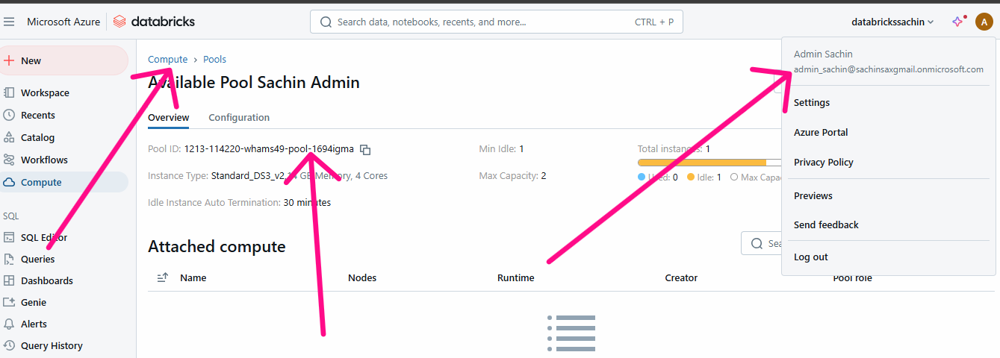 Microsoft Azure databricks Search data, notebooks, recents, and more... CTRL + P databrickssachin A
New
Workspace
Recents
Catalog
Workflows
Compute
SQL
SQL Editor
Queries
Dashboards
Genie
Alerts
Query History
Compute > Pools
Available Pool Sachin Admin
Overview Configuration
Pool ID: 1213-114220-whams49-pool-1694igma Min Idle: 1 Total instances: 1
Instance Type: Standard_DS3_v2, 14 GB Memory, 4 Cores Max Capacity: 2 Used: 0 Idle: 1 Max Capa
Idle Instance Auto Termination: 30 minutes
Attached compute Sea
Name Nodes Runtime Creator Pool role
Admin Sachin
admin_sachin@sachinsaxgmail.onmicrosoft.com
Settings
Azure Portal
Privacy Policy
Previews
Send feedback
Log out